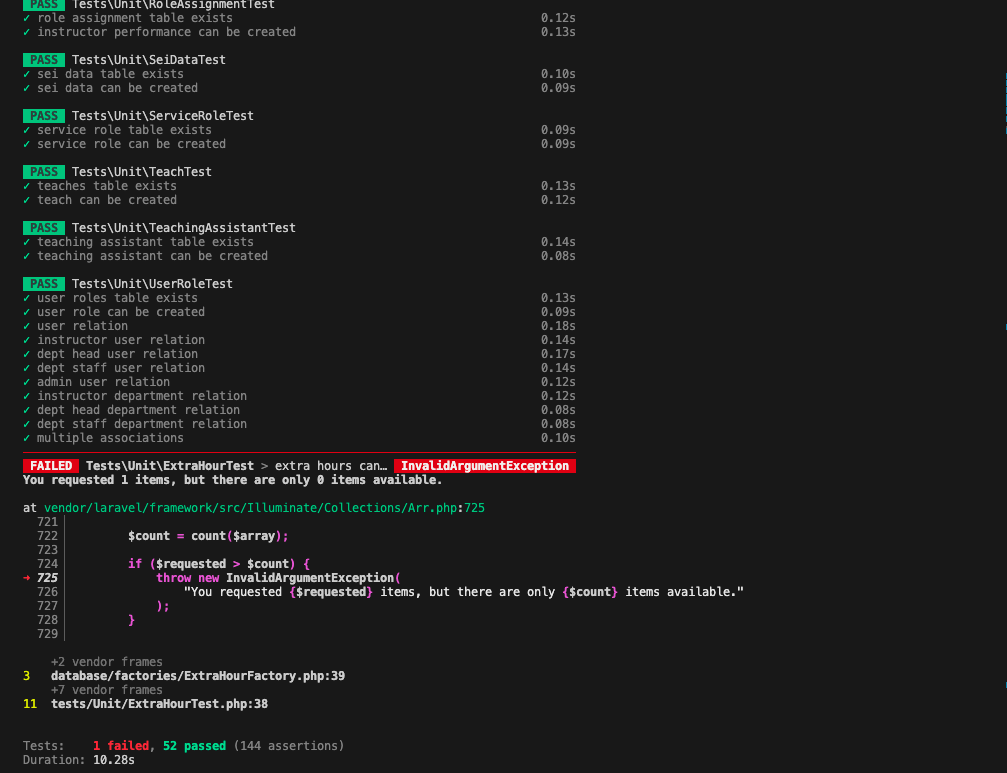 PASS Tests\Unit\RoleAssignmentTest
✓ role assignment table exists 0.12s
✓ instructor performance can be created 0.13s
PASS Tests\Unit\SeiDataTest
✓ sei data table exists 0.10s
✓ sei data can be created 0.09s
PASS Tests\Unit\ServiceRoleTest
✓ service role table exists 0.09s
✓ service role can be created 0.09s
PASS Tests\Unit\TeachTest
✓ teaches table exists 0.13s
✓ teach can be created 0.12s
PASS Tests\Unit\TeachingAssistantTest
✓ teaching assistant table exists 0.14s
✓ teaching assistant can be created 0.08s
PASS Tests\Unit\UserRoleTest
✓ user roles table exists 0.13s
✓ user role can be created 0.09s
✓ user relation 0.18s
✓ instructor user relation 0.14s
✓ dept head user relation 0.17s
✓ dept staff user relation 0.14s
✓ admin user relation 0.12s
✓ instructor department relation 0.12s
✓ dept head department relation 0.08s
✓ dept staff department relation 0.08s
✓ multiple associations 0.10s
FAILED Tests\Unit\ExtraHourTest > extra hours can… InvalidArgumentException
You requested 1 items, but there are only 0 items available.
at vendor/laravel/framework/src/Illuminate/Collections/Arr.php:725
721
722 $count = count($array);
723
724 if ($requested > $count) {
→ 725 throw new InvalidArgumentException(
726 "You requested {$requested} items, but there are only {$count} items available."
727 );
728 }
729
+2 vendor frames
3 database/factories/ExtraHourFactory.php:39
+7 vendor frames
11 tests/Unit/ExtraHourTest.php:38
Tests: 1 failed, 52 passed (144 assertions)
Duration: 10.28s